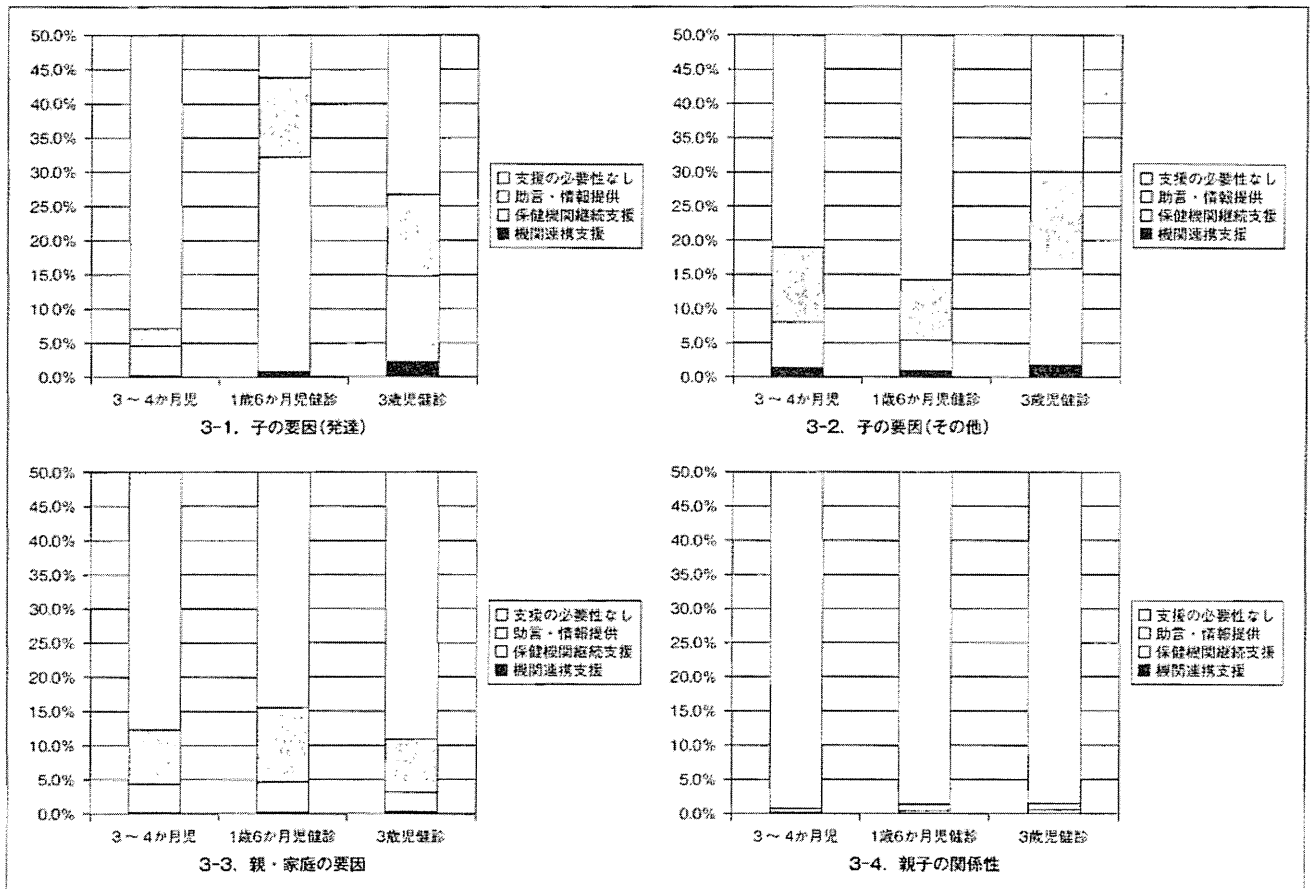 50.0%
45.0%
40.0%
35.0%
30.0%
25.0%
20.0%
15.0%
10.0%
5.0%
0.0%
3～4か月児 1歳6か月児健診 3歳児健診
□ 支援の必要性なし
□ 助言・情報提供
□ 保健機関継続支援
■ 機関連携支援
3-1. 子の要因(発達)
50.0%
45.0%
40.0%
35.0%
30.0%
25.0%
20.0%
15.0%
10.0%
5.0%
0.0%
3～4か月児 1歳6か月児健診 3歳児健診
□ 支援の必要性なし
□ 助言・情報提供
□ 保健機関継続支援
■ 機関連携支援
3-2. 子の要因(その他)
50.0%
45.0%
40.0%
35.0%
30.0%
25.0%
20.0%
15.0%
10.0%
5.0%
0.0%
3～4か月児 1歳6か月児健診 3歳児健診
□ 支援の必要性なし
□ 助言・情報提供
□ 保健機関継続支援
■ 機関連携支援
3-3. 親・家庭の要因
50.0%
45.0%
40.0%
35.0%
30.0%
25.0%
20.0%
15.0%
10.0%
5.0%
0.0%
3～4か月児 1歳6か月児健診 3歳児健診
□ 支援の必要性なし
□ 助言・情報提供
□ 保健機関継続支援
■ 機関連携支援
3-4. 親子の関係性